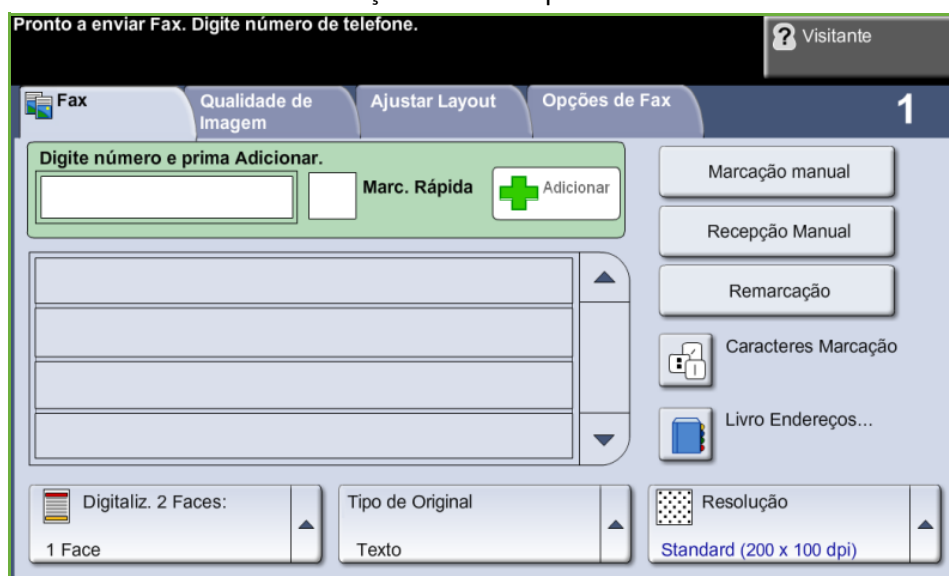 Pronto a enviar Fax. Digite número de telefone.
Visitante
Fax
Qualidade de
Imagem
Ajustar Layout
Opções de Fax
1
Digite número e prima Adicionar.
Marc. Rápida
Adicionar
Marcação manual
Recepção Manual
Remarcação
Caracteres Marcação
Livro Endereços...
Digitaliz. 2 Faces:
1 Face
Tipo de Original
Texto
Resolução
Standard (200 x 100 dpi)